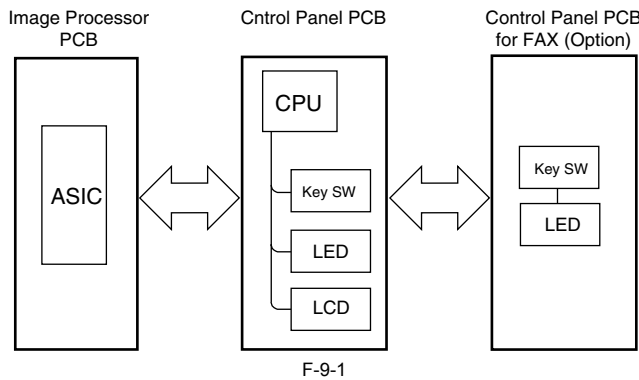 Image Processor
PCB
Cntrol Panel PCB
Control Panel PCB
for FAX (Option)
ASIC
CPU
Key SW
LED
LCD
Key SW
LED
F-9-1